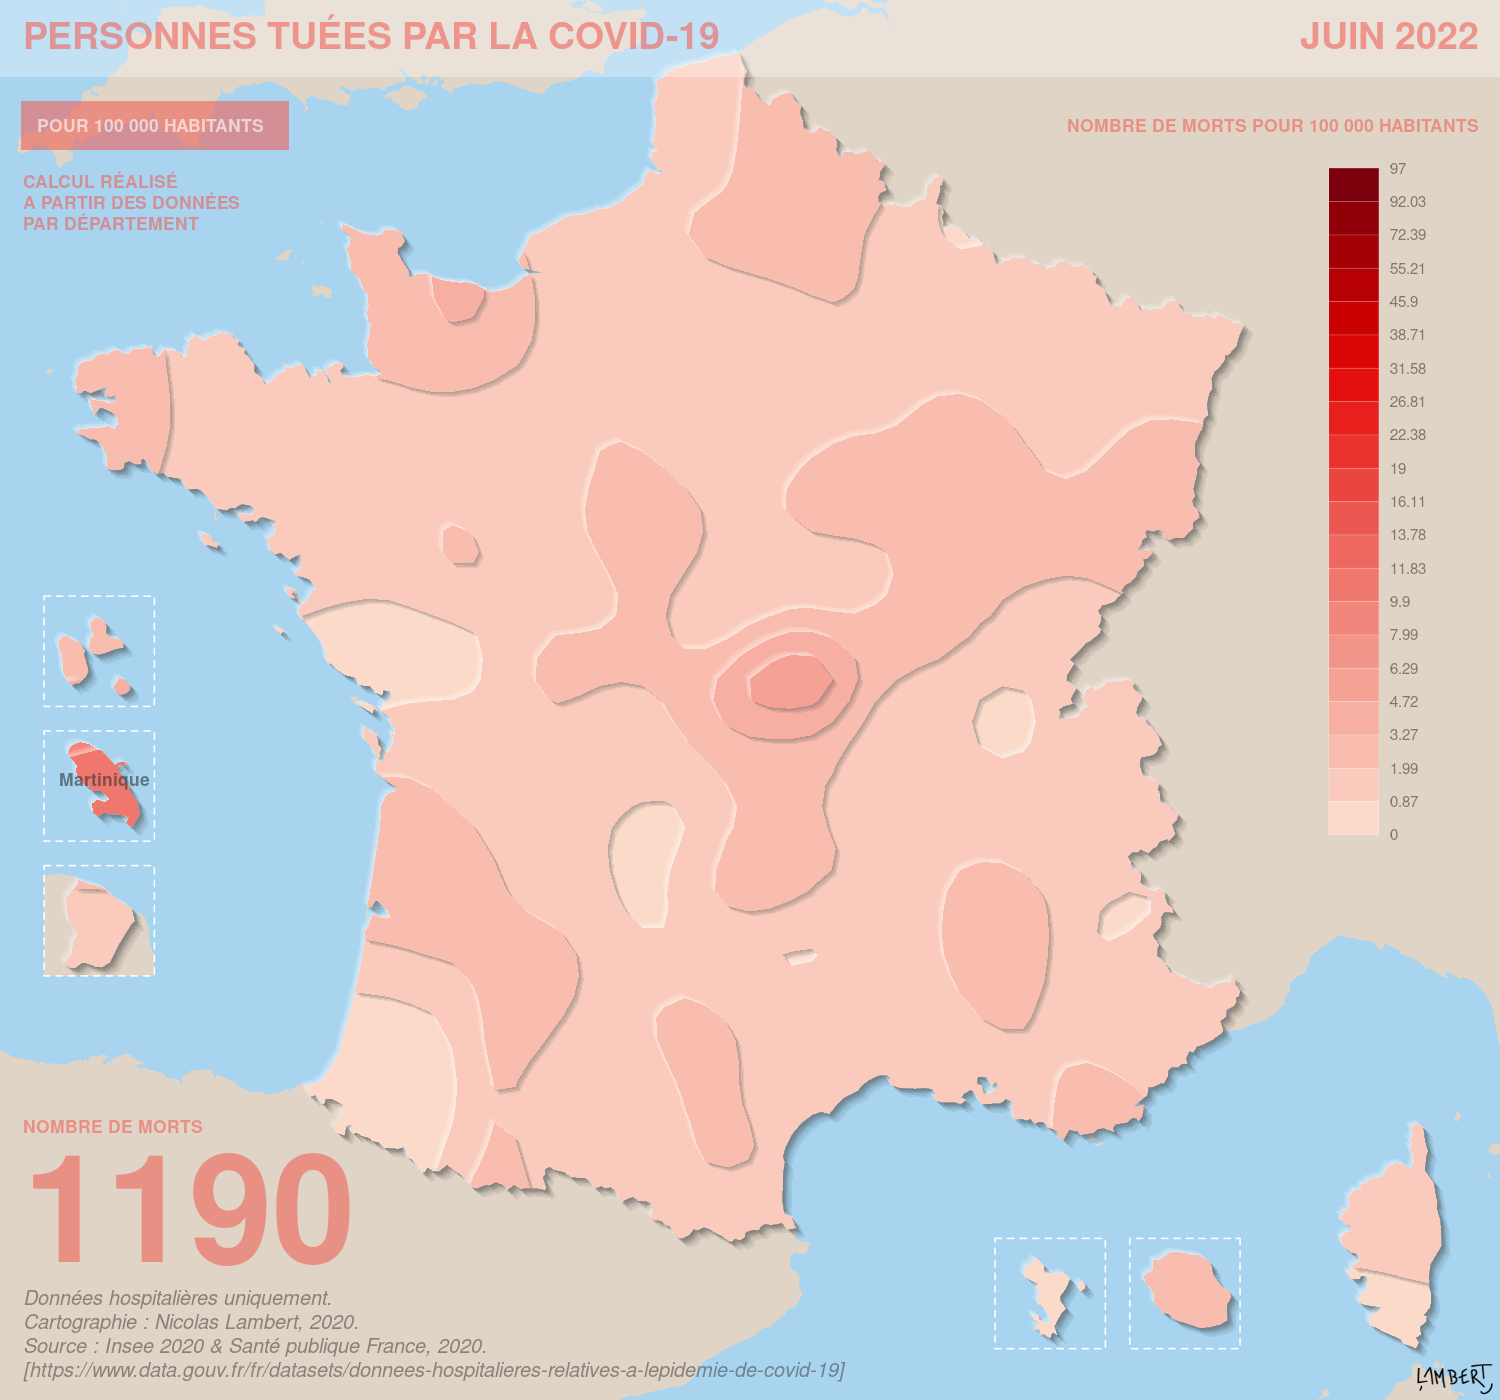 PERSONNES TUÉES PAR LA COVID-19
JUIN 2022
POUR 100 000 HABITANTS
CALCUL RÉALISÉ
A PARTIR DES DONNÉES
PAR DÉPARTEMENT
NOMBRE DE MORTS POUR 100 000 HABITANTS
97
92.03
72.39
55.21
45.9
38.71
31.58
26.81
22.38
19
16.11
13.78
11.83
9.9
7.99
6.29
4.72
3.27
1.99
0.87
0
Martinique
NOMBRE DE MORTS
1190
Données hospitalières uniquement.
Cartographie : Nicolas Lambert, 2020.
Source : Insee 2020 & Santé publique France, 2020.
[https://www.data.gouv.fr/fr/datasets/donnees-hospitalieres-relatives-a-lepidemie-de-covid-19]
LAMBERT